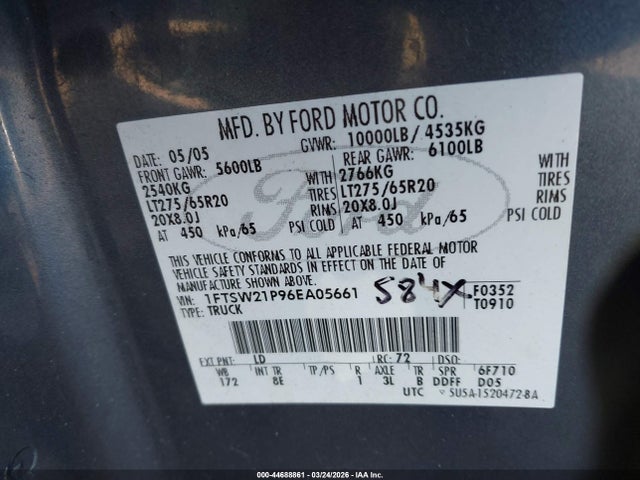 MFD. BY FORD MOTOR CO.
DATE: 05/05 GVWR: 10000LB/ 4535KG
FRONT GAWR: 5600LB REAR GAWR: 6100LB
2540KG WITH 2766KG WITH
LT275/65R20 TIRES LT275/65R20 TIRES
20X8.0J RIMS 20X8.0J RIMS
AT 450 kPa/65 PSI COLD AT 450 kPa/65 PSI COLD
Ford
THIS VEHICLE CONFORMS TO ALL APPLICABLE FEDERAL MOTOR
VEHICLE SAFETY STANDARDS IN EFFECT ON THE DATE OF
MANUFACTURE SHOWN ABOVE.
VIN: 1FTSW21P96EA05661 584X F0352
TYPE: TRUCK T0910
EXT PNT: LD RC: 72 DSO:
WB INT TR TP/PS R AXLE TR SPR 6F710
172 8E 1 3L B DDFF D05
UTC 5U5A-1520472-BA
000-44688861 | 03/24/2026 | IAA Inc.